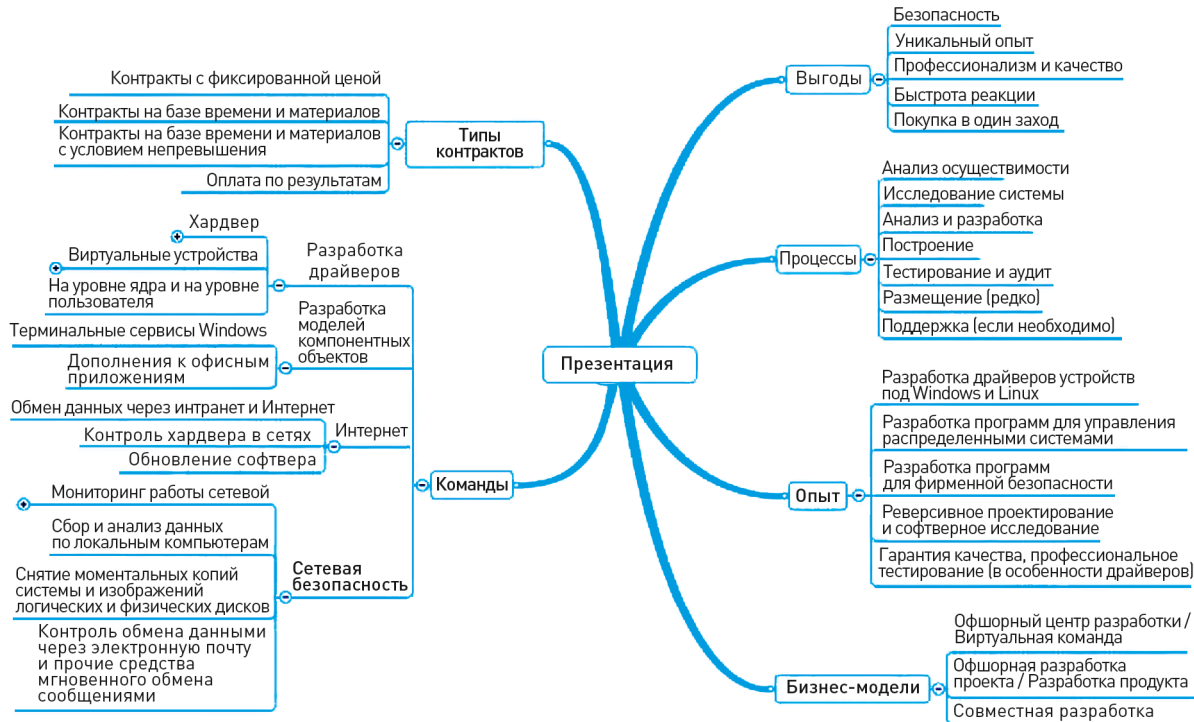 Презентация
Выгоды
Безопасность
Уникальный опыт
Профессионализм и качество
Быстрота реакции
Покупка в один заход
Процессы
Анализ осуществимости
Исследование системы
Анализ и разработка
Построение
Тестирование и аудит
Размещение (редко)
Поддержка (если необходимо)
Опыт
Разработка драйверов устройств
под Windows и Linux
Разработка программ для управления
распределенными системами
Разработка программ
для фирменной безопасности
Реверсивное проектирование
и софтверное исследование
Гарантия качества, профессиональное
тестирование (в особенности драйверов)
Бизнес-модели
Офшорный центр разработки /
Виртуальная команда
Офшорная разработка
проекта / Разработка продукта
Совместная разработка
Типы
контрактов
Контракты с фиксированной ценой
Контракты на базе времени и материалов
Контракты на базе времени и материалов
с условием непревышения
Оплата по результатам
Команды
Разработка
драйверов
Хардвер
Виртуальные устройства
На уровне ядра и на уровне
пользователя
Разработка
моделей
компонентных
объектов
Терминальные сервисы Windows
Дополнения к офисным
приложениям
Интернет
Обмен данных через интранет и Интернет
Контроль хардвера в сетях
Обновление софтвера
Сетевая
безопасность
Мониторинг работы сетевой
Сбор и анализ данных
по локальным компьютерам
Снятие моментальных копий
системы и изображений
логических и физических дисков
Контроль обмена данными
через электронную почту
и прочие средства
мгновенного обмена
сообщениями